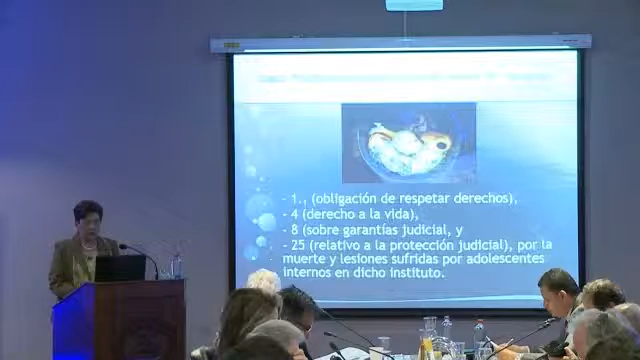 - 1., (obligación de respetar derechos),
- 4 (derecho a la vida),
- 8 (sobre garantías judicial, y
- 25 (relativo a la protección judicial), por la
muerte y lesiones sufridas por adolescentes
internos en dicho instituto.